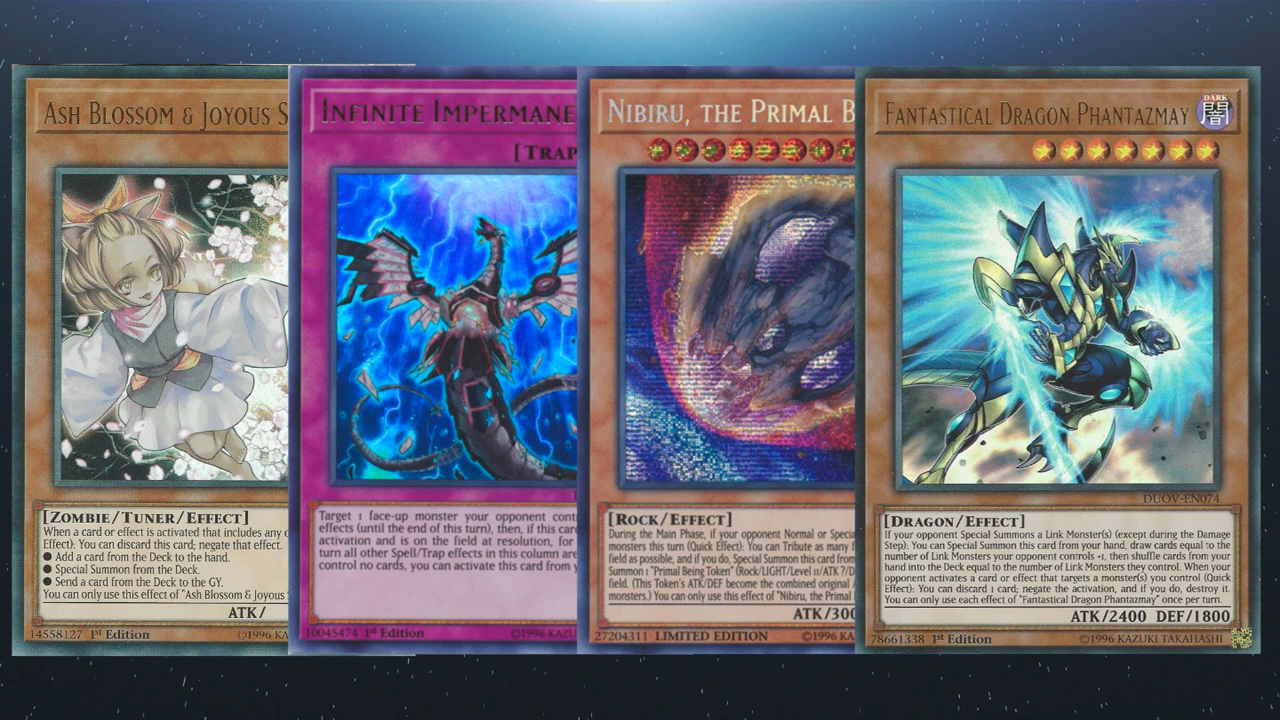 Ash Blossom & Joyous S
[Zombie/Tuner/Effect]
When a card or effect is activated that includes any o
Effect): You can discard this card; negate that effect.
● Add a card from the Deck to the hand.
● Special Summon from the Deck.
● Send a card from the Deck to the GY.
You can only use this effect of "Ash Blossom & Joyous
ATK/
14558127 1st Edition
©1996 KA
Infinite Impermane
[Trap
Target 1 face-up monster your opponent cont
effects (until the end of this turn), then, if this card
activation and is on the field at resolution, for
turn all other Spell/Trap effects in this column are
control no cards, you can activate this card from y
10045474 1st Edition
©1996 KAZU
Nibiru, the Primal B
[Rock/Effect]
During the Main Phase, if your opponent Normal or Specia
monsters this turn (Quick Effect): You can Tribute as many f
field as possible, and if you do, Special Summon this card from
Summon 1 "Primal Being Token" (Rock/LIGHT/Level 11/ATK ?/D
field. (This Token's ATK/DEF become the combined original
monsters.) You can only use this effect of "Nibiru, the Primal
ATK/300
27204311 LIMITED EDITION
©1996 KA
Fantastical Dragon Phantazmay
DARK
闇
DUOV-EN074
[Dragon/Effect]
If your opponent Special Summons a Link Monster(s) (except during the Damage
Step): You can Special Summon this card from your hand, draw cards equal to the
number of Link Monsters your opponent controls +1, then shuffle cards from your
hand into the Deck equal to the number of Link Monsters they control. When your
opponent activates a card or effect that targets a monster(s) you control (Quick
Effect): You can discard 1 card; negate the activation, and if you do, destroy it.
You can only use each effect of "Fantastical Dragon Phantazmay" once per turn.
ATK/2400 DEF/1800
78661338 1st Edition
©1996 KAZUKI TAKAHASHI